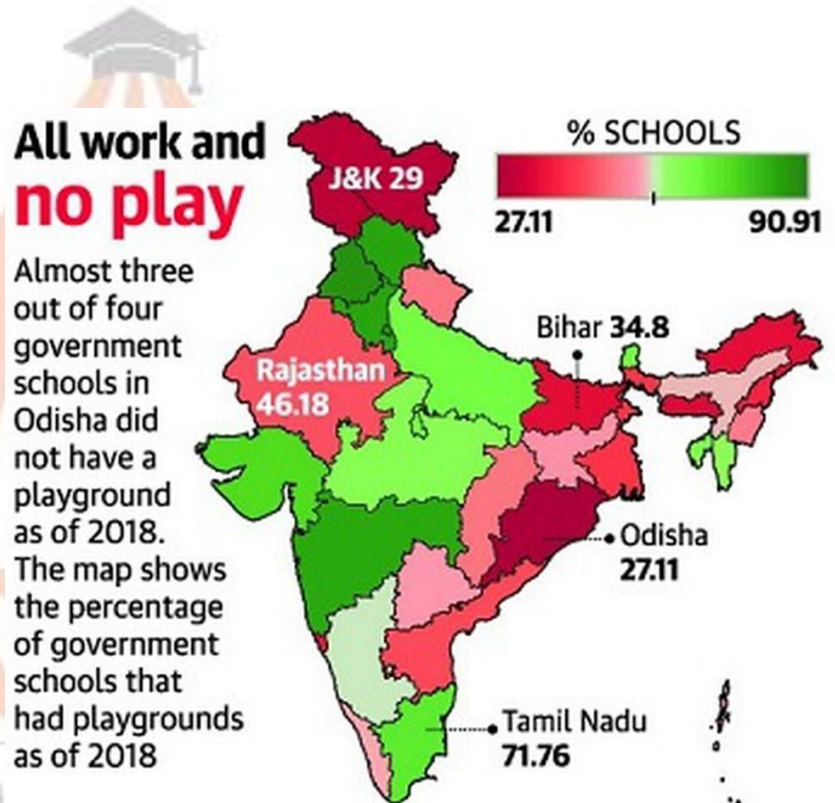 All work and
no play
Almost three
out of four
government
schools in
Odisha did
not have a
playground
as of 2018.
The map shows
the percentage
of government
schools that
had playgrounds
as of 2018
% SCHOOLS
27.11 90.91
J&K 29
Bihar 34.8
Rajasthan
46.18
Odisha
27.11
Tamil Nadu
71.76